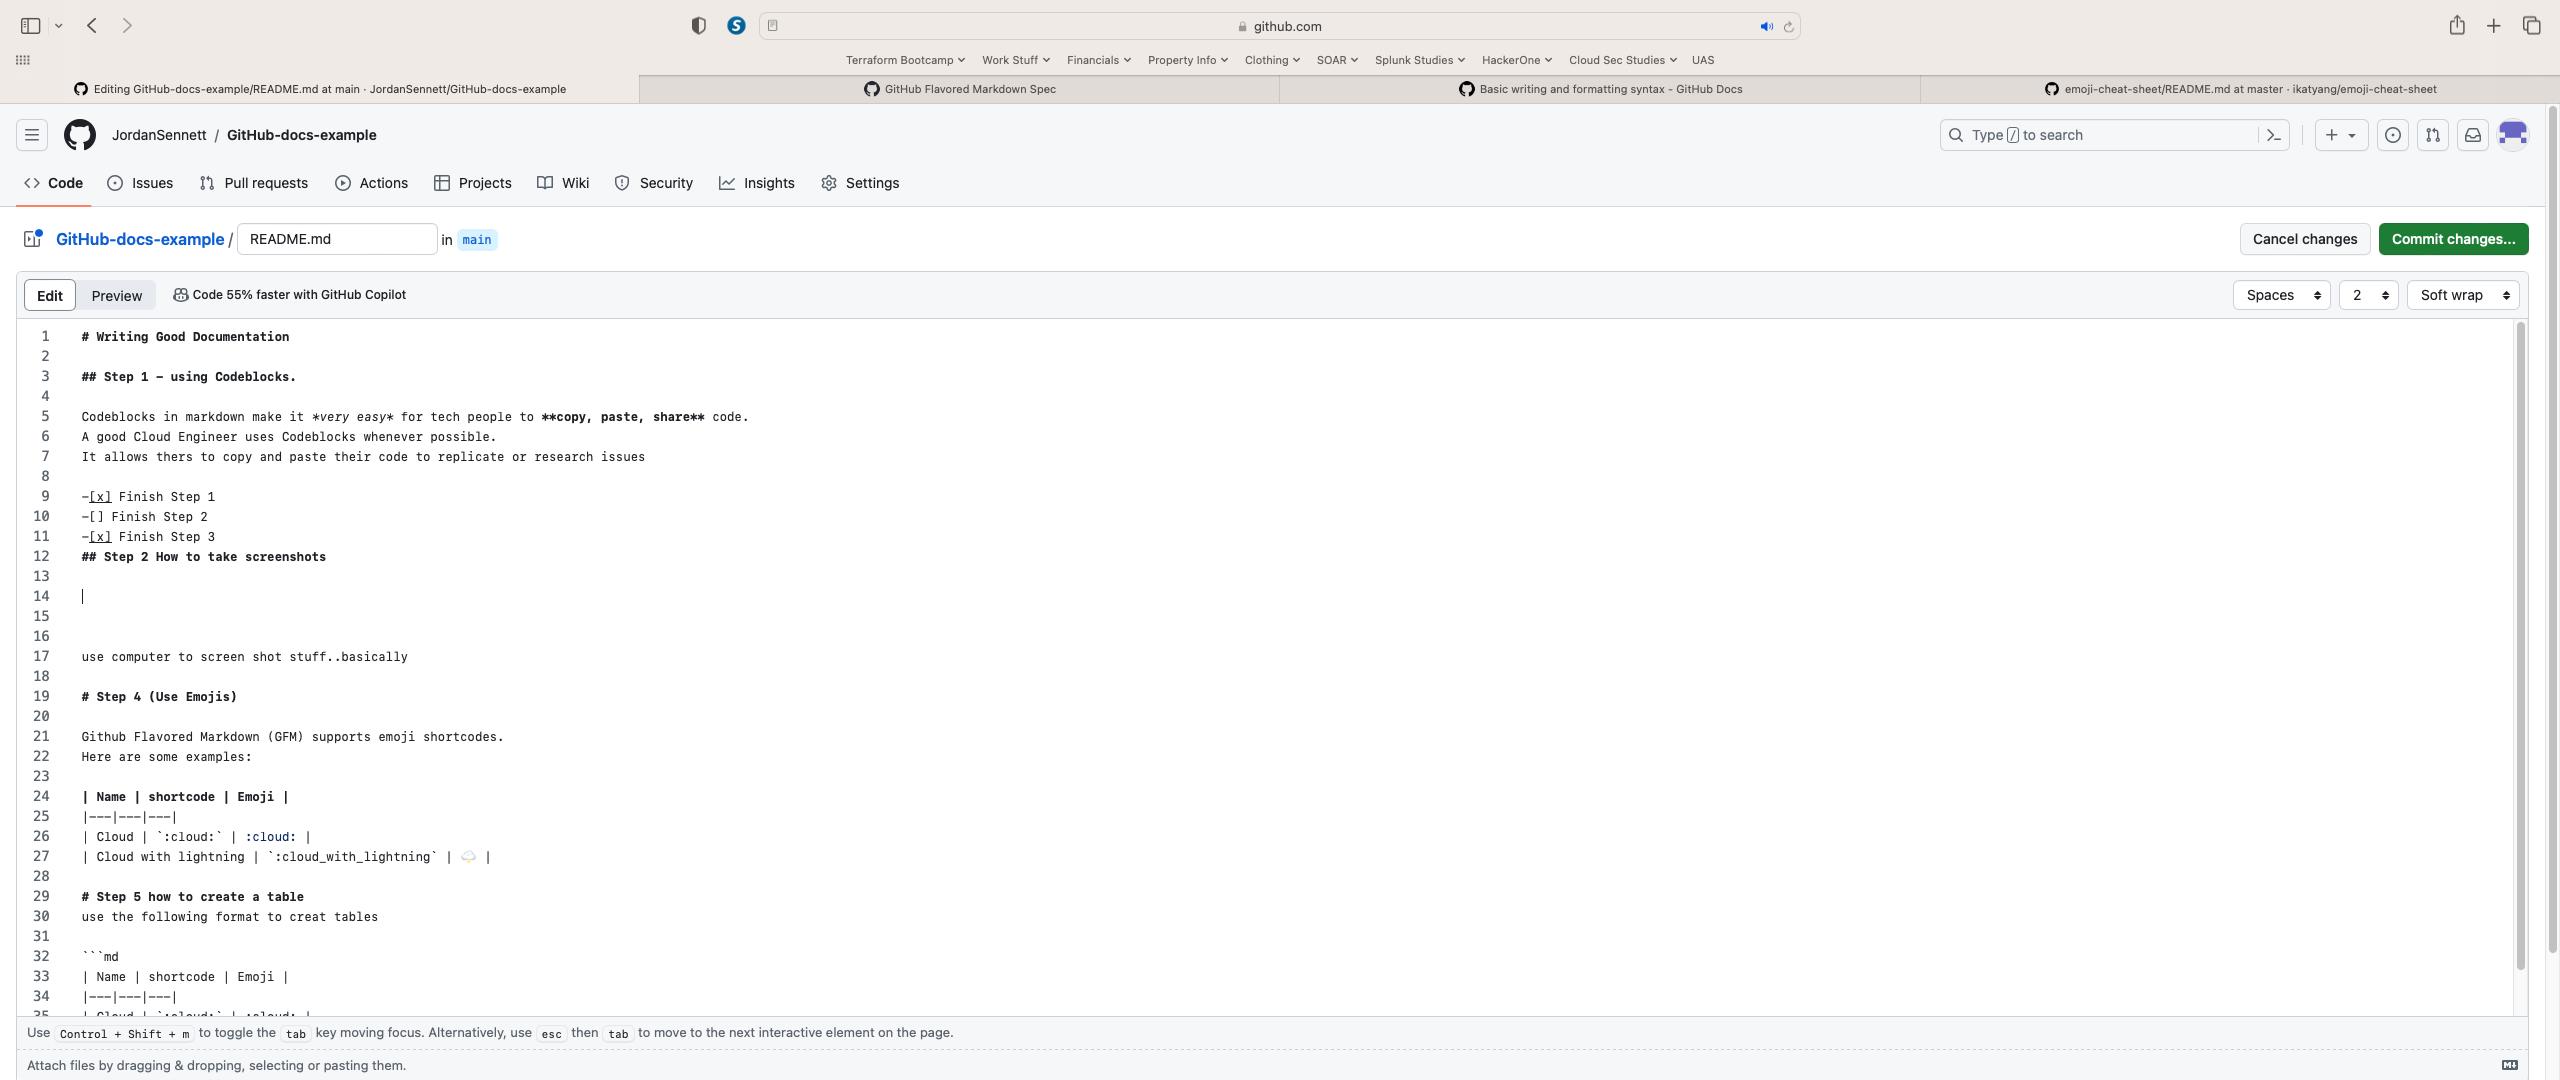 github.com
Terraform Bootcamp Work Stuff Financials Property Info Clothing SOAR Splunk Studies HackerOne Cloud Sec Studies UAS
Editing GitHub-docs-example/README.md at main · JordanSennett/GitHub-docs-example
GitHub Flavored Markdown Spec
Basic writing and formatting syntax - GitHub Docs
emoji-cheat-sheet/README.md at master · ikatyang/emoji-cheat-sheet
JordanSennett / GitHub-docs-example
Type / to search
Code Issues Pull requests Actions Projects Wiki Security Insights Settings
GitHub-docs-example / README.md in main
Cancel changes Commit changes...
Edit Preview Code 55% faster with GitHub Copilot
Spaces 2 Soft wrap
1 # Writing Good Documentation
2
3 ## Step 1 - using Codeblocks.
4
5 Codeblocks in markdown make it *very easy* for tech people to **copy, paste, share** code.
6 A good Cloud Engineer uses Codeblocks whenever possible.
7 It allows thers to copy and paste their code to replicate or research issues
8
9 -[x] Finish Step 1
10 -[] Finish Step 2
11 -[x] Finish Step 3
12 ## Step 2 How to take screenshots
13
14
15
16
17 use computer to screen shot stuff..basically
18
19 # Step 4 (Use Emojis)
20
21 Github Flavored Markdown (GFM) supports emoji shortcodes.
22 Here are some examples:
23
24 | Name | shortcode | Emoji |
25 |---|---|---|
26 | Cloud | `:cloud:` | :cloud: |
27 | Cloud with lightning | `:cloud_with_lightning` | 🌩️ |
28
29 # Step 5 how to create a table
30 use the following format to creat tables
31
32 ```md
33 | Name | shortcode | Emoji |
34 |---|---|---|
35 | Cloud | `:cloud:` | :cloud: |
Use Control + Shift + m to toggle the tab key moving focus. Alternatively, use esc then tab to move to the next interactive element on the page.
Attach files by dragging & dropping, selecting or pasting them.